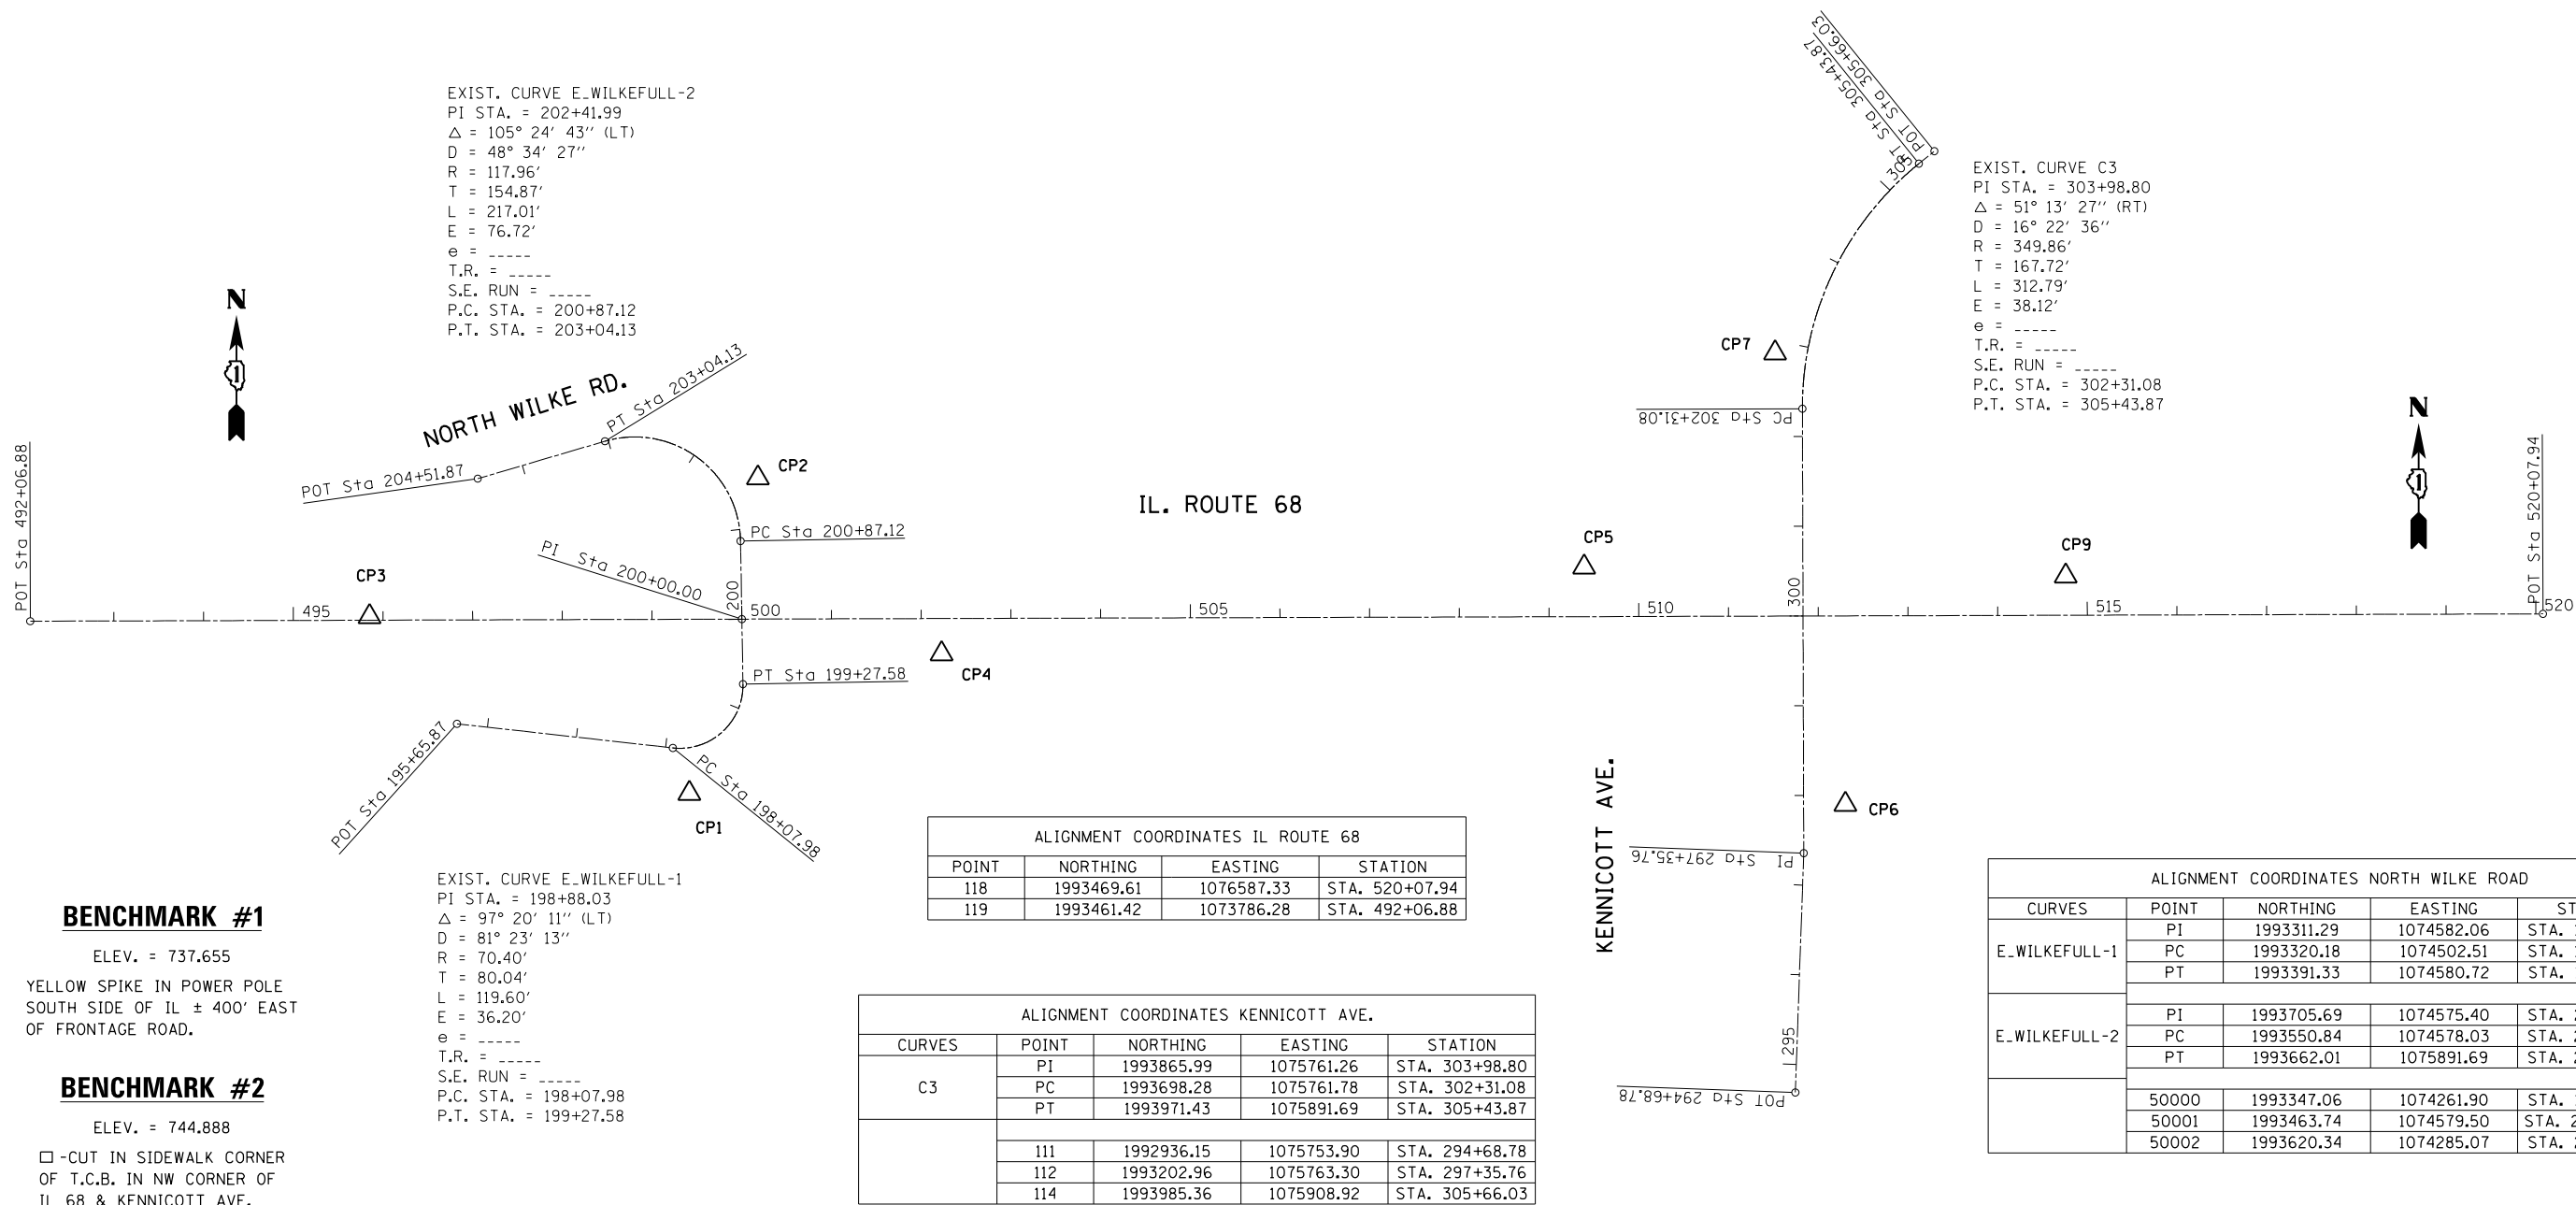 EXIST. CURVE E_WILKEFULL-2
PI STA. = 202+41.99
△ = 105° 24' 43'' (LT)
D = 48° 34' 27''
R = 117.96'
T = 154.87'
L = 217.01'
E = 76.72'
e = _____
T.R. = _____
S.E. RUN = _____
P.C. STA. = 200+87.12
P.T. STA. = 203+04.13
POT Sta 305+66.03
PT Sta 305+43.87
305
EXIST. CURVE C3
PI STA. = 303+98.80
△ = 51° 13' 27'' (RT)
D = 16° 22' 36''
R = 349.86'
T = 167.72'
L = 312.79'
E = 38.12'
e = _____
T.R. = _____
S.E. RUN = _____
P.C. STA. = 302+31.08
P.T. STA. = 305+43.87
N
1
NORTH WILKE RD.
PT Sta 203+04.13
POT Sta 204+51.87
POT Sta 492+06.88
CP2
PC Sta 200+87.12
PI Sta 200+00.00
200
CP3
495
500
IL. ROUTE 68
505
CP7
PC Sta 302+31.08
CP5
510
300
CP9
515
N
1
POT Sta 520+07.94
520
CP4
PT Sta 199+27.58
POT Sta 195+65.87
PC Sta 198+07.98
CP1
KENNICOTT AVE.
CP6
PI Sta 297+35.76
295
POT Sta 294+68.78
BENCHMARK #1
ELEV. = 737.655
YELLOW SPIKE IN POWER POLE
SOUTH SIDE OF IL ± 400' EAST
OF FRONTAGE ROAD.
BENCHMARK #2
ELEV. = 744.888
□ -CUT IN SIDEWALK CORNER
OF T.C.B. IN NW CORNER OF
IL 68 & KENNICOTT AVE.
EXIST. CURVE E_WILKEFULL-1
PI STA. = 198+88.03
△ = 97° 20' 11'' (LT)
D = 81° 23' 13''
R = 70.40'
T = 80.04'
L = 119.60'
E = 36.20'
e = _____
T.R. = _____
S.E. RUN = _____
P.C. STA. = 198+07.98
P.T. STA. = 199+27.58
ALIGNMENT COORDINATES IL ROUTE 68
POINT NORTHING EASTING STATION
118 1993469.61 1076587.33 STA. 520+07.94
119 1993461.42 1073786.28 STA. 492+06.88
ALIGNMENT COORDINATES KENNICOTT AVE.
CURVES POINT NORTHING EASTING STATION
PI 1993865.99 1075761.26 STA. 303+98.80
C3 PC 1993698.28 1075761.78 STA. 302+31.08
PT 1993971.43 1075891.69 STA. 305+43.87
111 1992936.15 1075753.90 STA. 294+68.78
112 1993202.96 1075763.30 STA. 297+35.76
114 1993985.36 1075908.92 STA. 305+66.03
ALIGNMENT COORDINATES NORTH WILKE ROAD
CURVES POINT NORTHING EASTING ST
PI 1993311.29 1074582.06 STA.
E_WILKEFULL-1 PC 1993320.18 1074502.51 STA.
PT 1993391.33 1074580.72 STA.
PI 1993705.69 1074575.40 STA.
E_WILKEFULL-2 PC 1993550.84 1074578.03 STA.
PT 1993662.01 1075891.69 STA.
50000 1993347.06 1074261.90 STA.
50001 1993463.74 1074579.50 STA. 2
50002 1993620.34 1074285.07 STA.